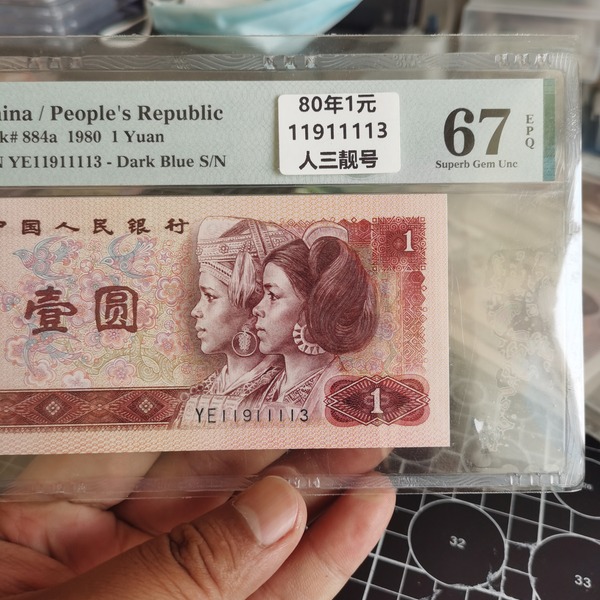 ina / People's Republic
k# 884a 1980 1 Yuan
YE11911113 - Dark Blue S/N
80年1元
11911113
人三靓号
67
EPQ
Superb Gem Unc
中国人民银行
1
壹圆
YE11911113
1
32
33